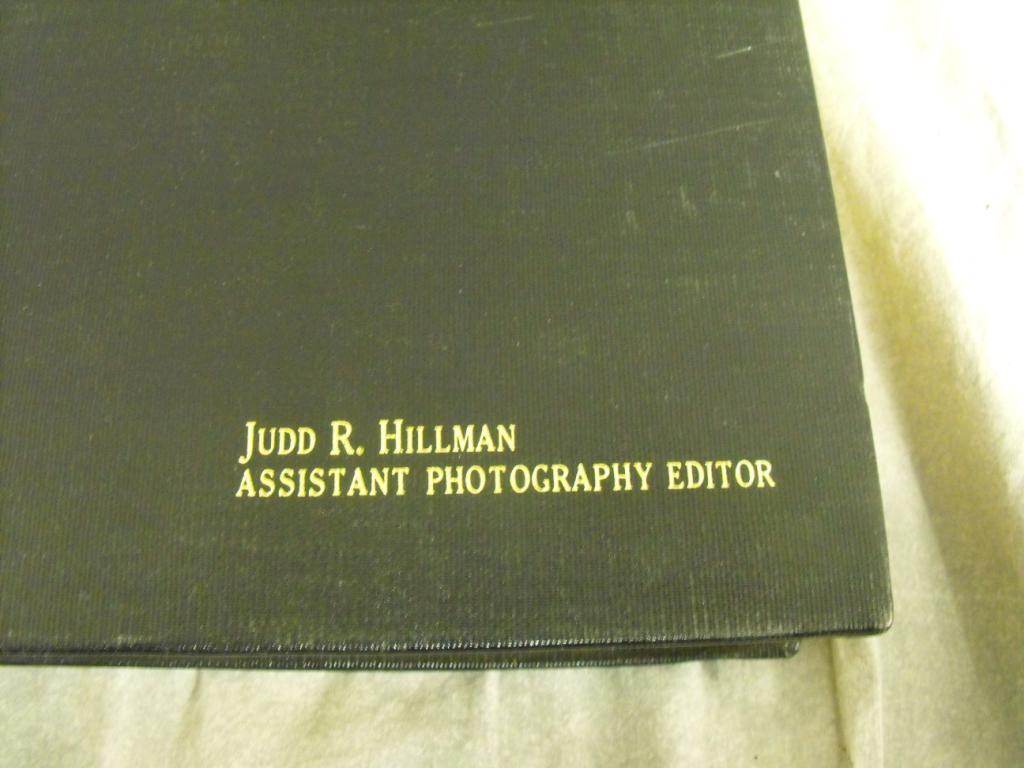 Judd R. Hillman
ASSISTANT PHOTOGRAPHY EDITOR